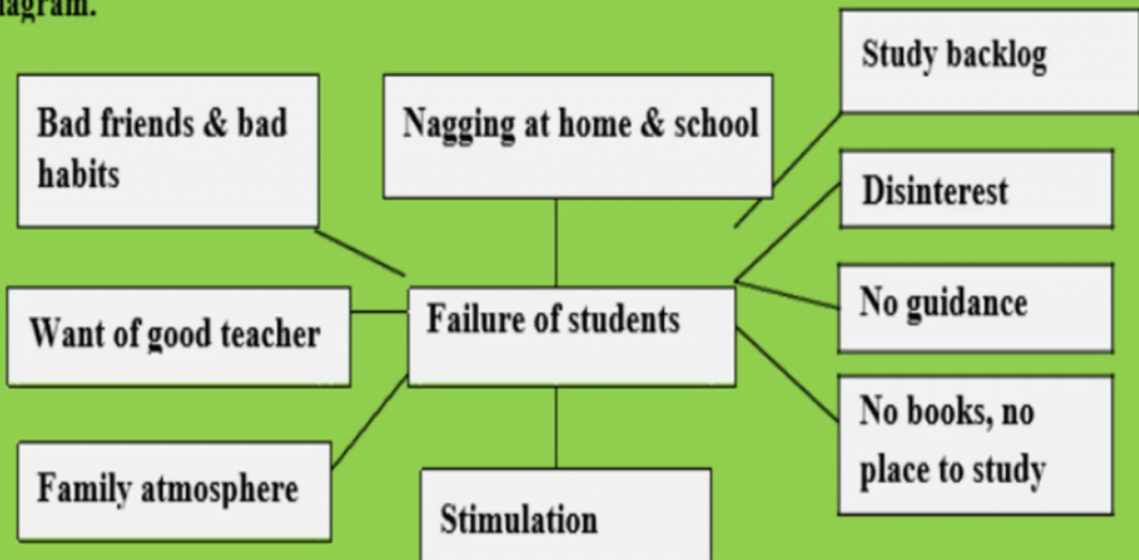 diagram.
Study backlog
Bad friends & bad
habits
Nagging at home & school
Disinterest
Want of good teacher
Failure of students
No guidance
No books, no
place to study
Family atmosphere
Stimulation